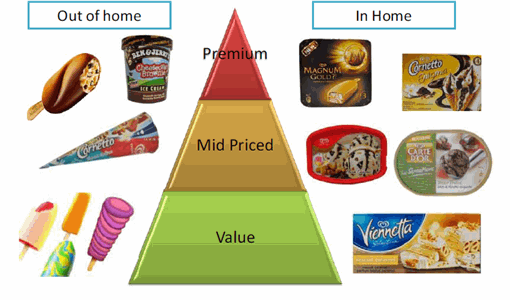 Out of home
In Home
Premium
BEN & JERRY'S
Chocolate Fudge
Brownie
ICE CREAM
MAGNUM
GOLD?!
Cornetto
Cornetto
Mid Priced
CARTE
D'OR
Value
Viennetta